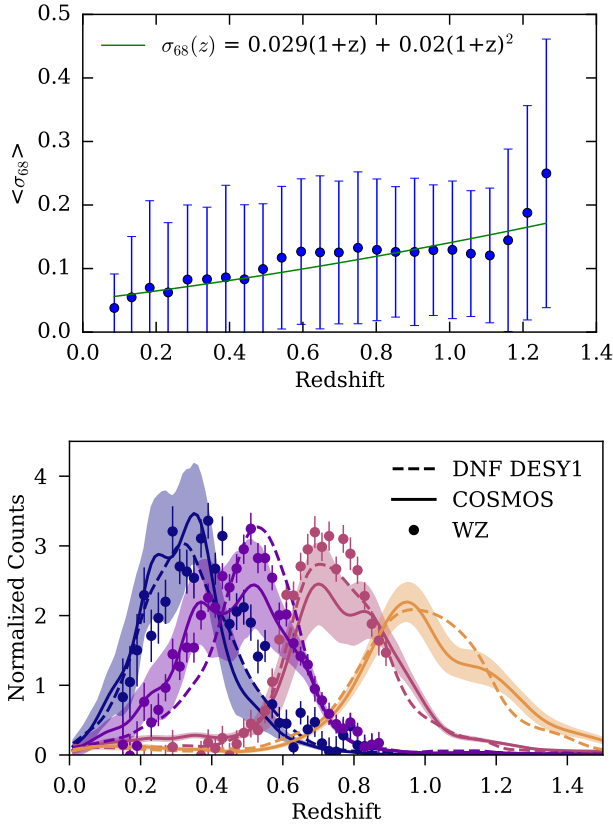 0.5
0.4
0.3
0.2
0.1
0.0
<σ₆₈>
σ₆₈(z) = 0.029(1+z) + 0.02(1+z)²
0.0 0.2 0.4 0.6 0.8 1.0 1.2 1.4
Redshift
4
3
2
1
0
Normalized Counts
DNF DESY1
COSMOS
WZ
0.0 0.2 0.4 0.6 0.8 1.0 1.2 1.4
Redshift